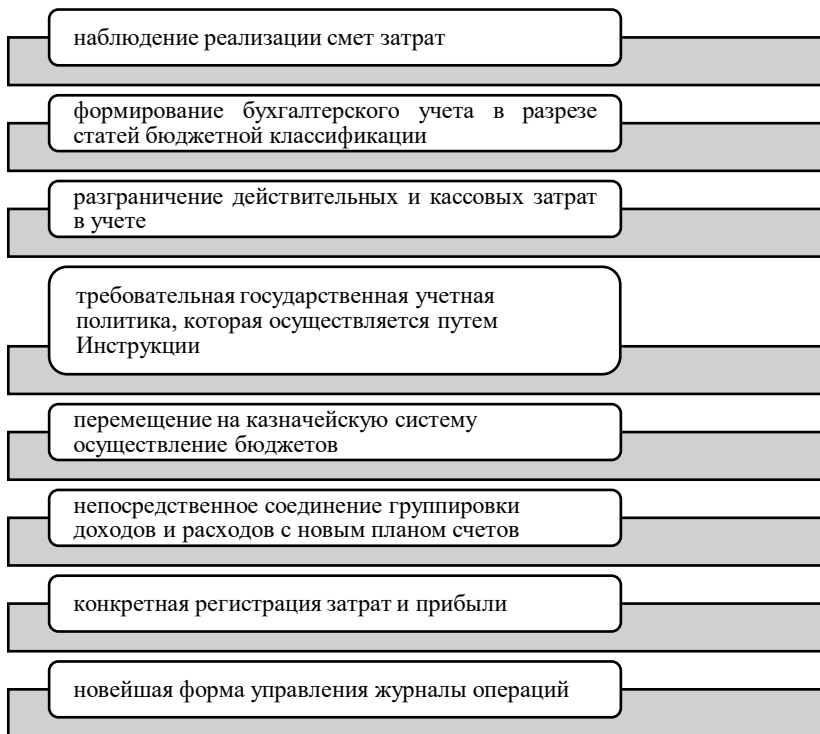 наблюдение реализации смет затрат
формирование бухгалтерского учета в разрезе
статей бюджетной классификации
разграничение действительных и кассовых затрат
в учете
требовательная государственная учетная
политика, которая осуществляется путем
Инструкции
перемещение на казначейскую систему
осуществление бюджетов
непосредственное соединение группировки
доходов и расходов с новым планом счетов
конкретная регистрация затрат и прибыли
новейшая форма управления журналы операций